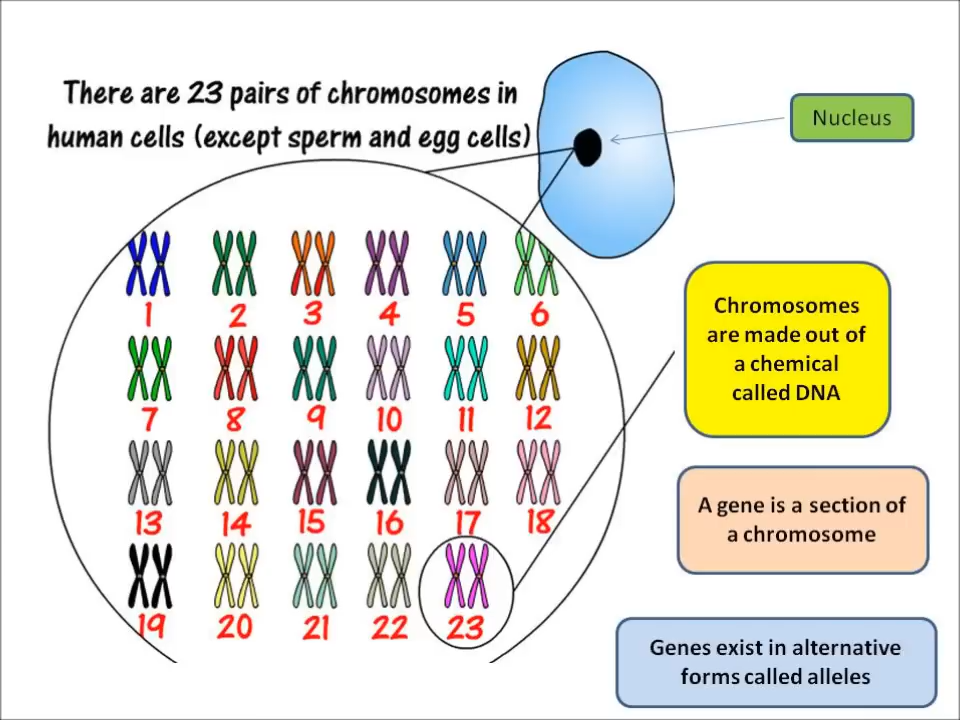 There are 23 pairs of chromosomes in
human cells (except sperm and egg cells)
Nucleus
1 2 3 4 5 6
7 8 9 10 11 12
13 14 15 16 17 18
19 20 21 22 23
Chromosomes
are made out of
a chemical
called DNA
A gene is a section of
a chromosome
Genes exist in alternative
forms called alleles